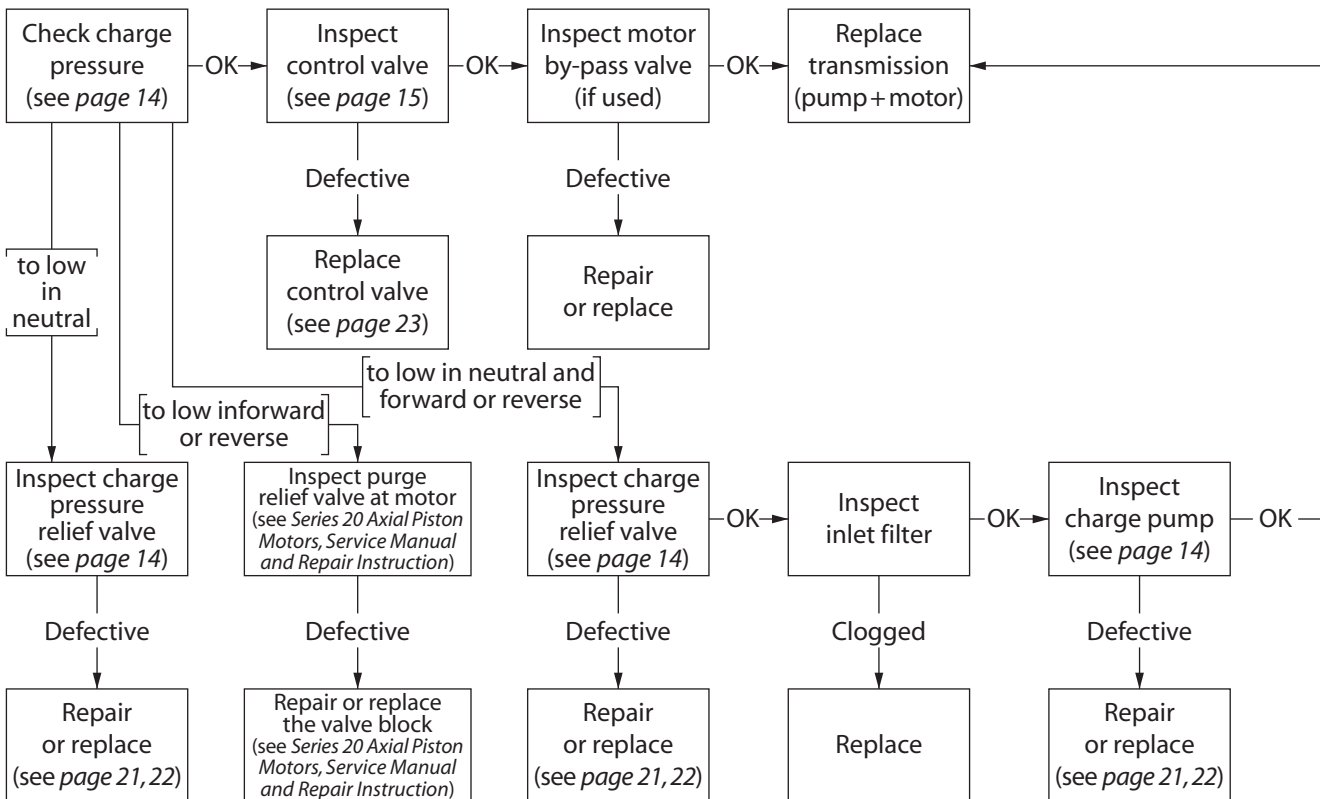 Check charge
pressure
(see page 14)
OK
Inspect
control valve
(see page 15)
OK
Inspect motor
by-pass valve
(if used)
OK
Replace
transmission
(pump+motor)
Defective
Defective
to low
in
neutral
Replace
control valve
(see page 23)
Repair
or replace
to low in neutral and
forward or reverse
to low inforward
or reverse
Inspect charge
pressure
relief valve
(see page 14)
Inspect purge
relief valve at motor
(see Series 20 Axial Piston
Motors, Service Manual
and Repair Instruction)
Inspect charge
pressure
relief valve
(see page 14)
OK
Inspect
inlet filter
OK
Inspect
charge pump
(see page 14)
OK
Defective
Defective
Defective
Clogged
Defective
Repair
or replace
(see page 21, 22)
Repair or replace
the valve block
(see Series 20 Axial Piston
Motors, Service Manual
and Repair Instruction)
Repair
or replace
(see page 21, 22)
Replace
Repair
or replace
(see page 21, 22)